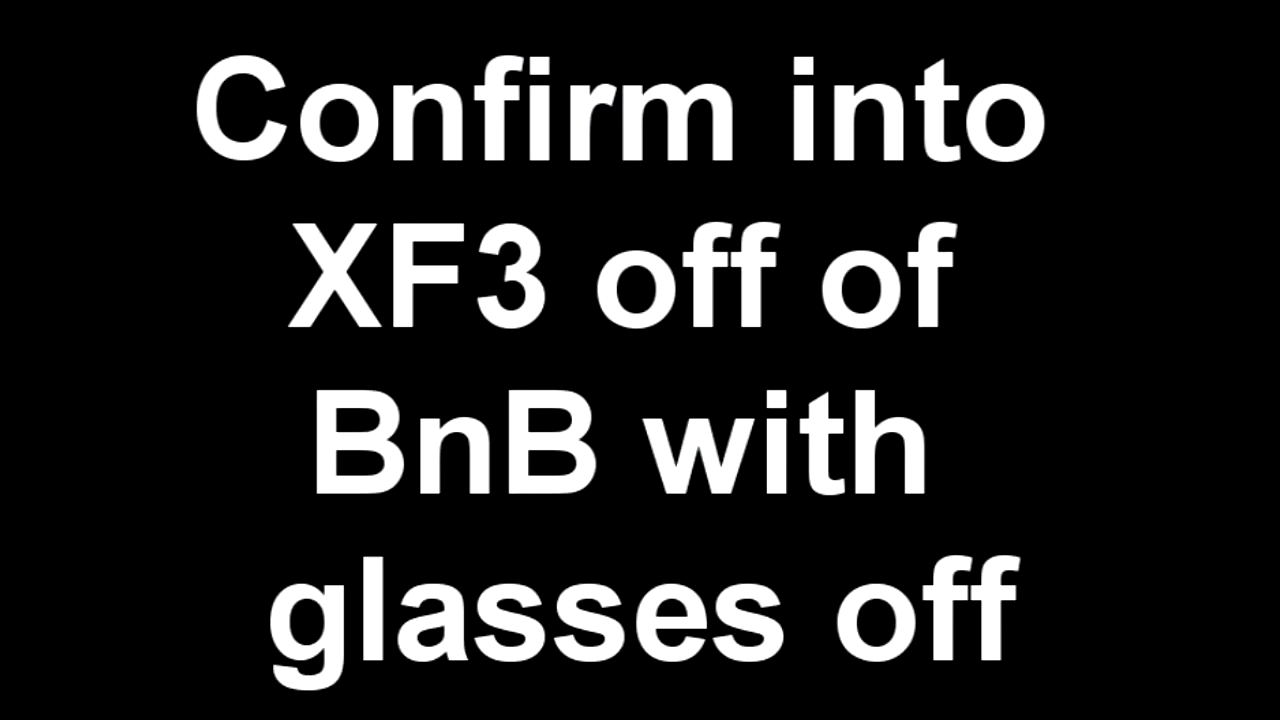 Confirm into
XF3 off of
BnB with
glasses off